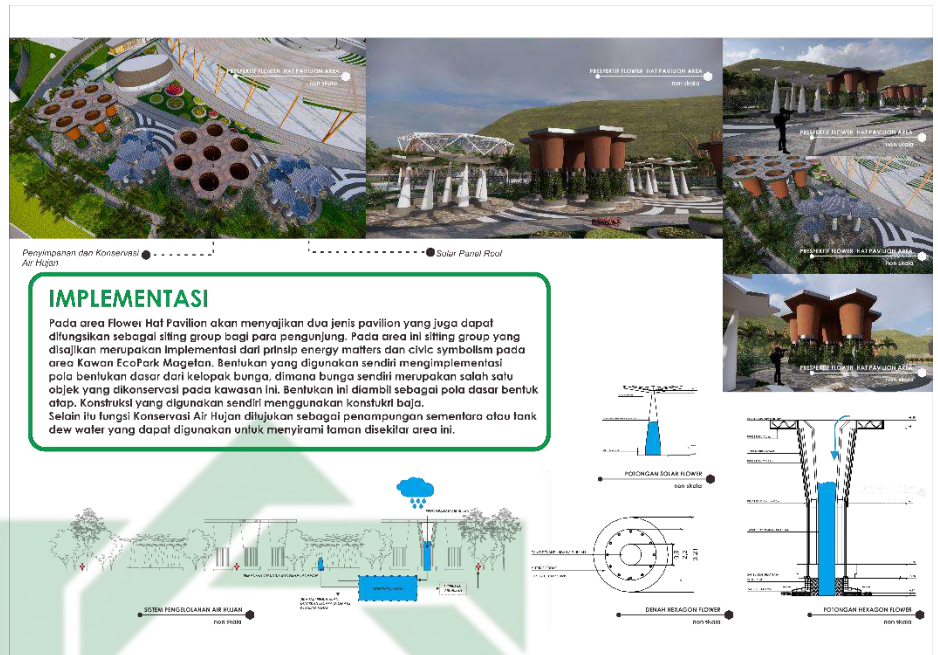 PRESPEKTIF FLOWER HAT PAVILION AREA
non skala
PRESPEKTIF FLOWER HAT PAVILION AREA
non skala
PRESPEKTIF FLOWER HAT PAVILION AREA
non skala
PRESPEKTIF FLOWER HAT PAVILION AREA
non skala
PRESPEKTIF FLOWER HAT PAVILION AREA
non skala
Penyimpanan dan Konservasi
Air Hujan
Solar Panel Roof
IMPLEMENTASI
Pada area Flower Hat Pavilion akan menyajikan dua jenis pavilion yang juga dapat
difungsikan sebagai siting group bagi para pengunjung. Pada area ini sitting group yang
disajikan merupakan implementasi dari prinsip energy matters dan civic symbolism pada
area Kawan EcoPark Magetan. Bentukan yang digunakan sendiri mengimplementasi
pola bentukan dasar dari kelopak bunga, dimana bunga sendiri merupakan salah satu
objek yang dikonservasi pada kawasan ini. Bentukan ini diambil sebagai pola dasar bentuk
atap. Konstruksi yang digunakan sendiri menggunakan konstukri baja.
Selain itu fungsi Konservasi Air Hujan ditujukan sebagai penampungan sementara atau tank
dew water yang dapat digunakan untuk menyirami taman disekitar area ini.
POTONGAN SOLAR FLOWER
non skala
SISTEM PENGELOLAHAN AIR HUJAN
non skala
DENAH HEXAGON FLOWER
non skala
POTONGAN HEXAGON FLOWER
non skala